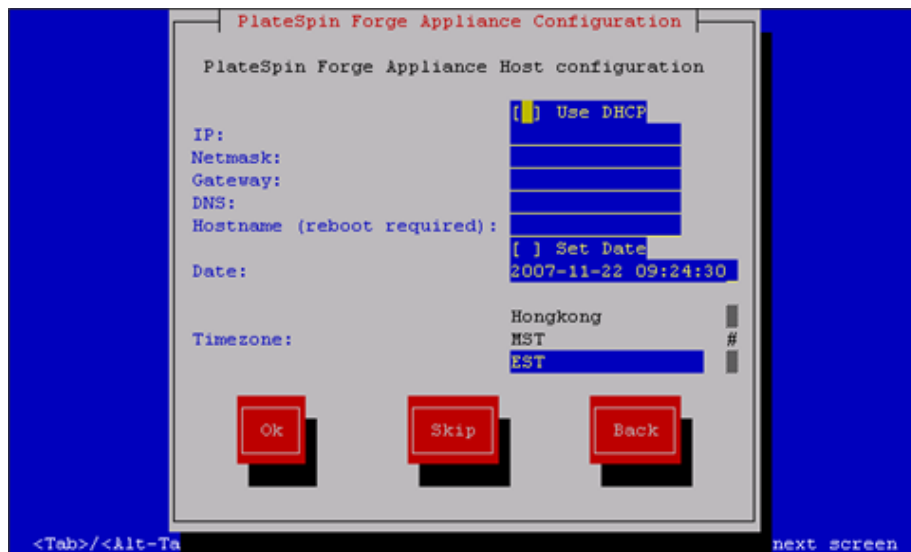 PlateSpin Forge Appliance Configuration
PlateSpin Forge Appliance Host configuration
[ ] Use DHCP
IP:
Netmask:
Gateway:
DNS:
Hostname (reboot required):
[ ] Set Date
Date: 2007-11-22 09:24:30
Hongkong
Timezone: MST #
EST
Ok Skip Back
<Tab>/<Alt-Ta next screen